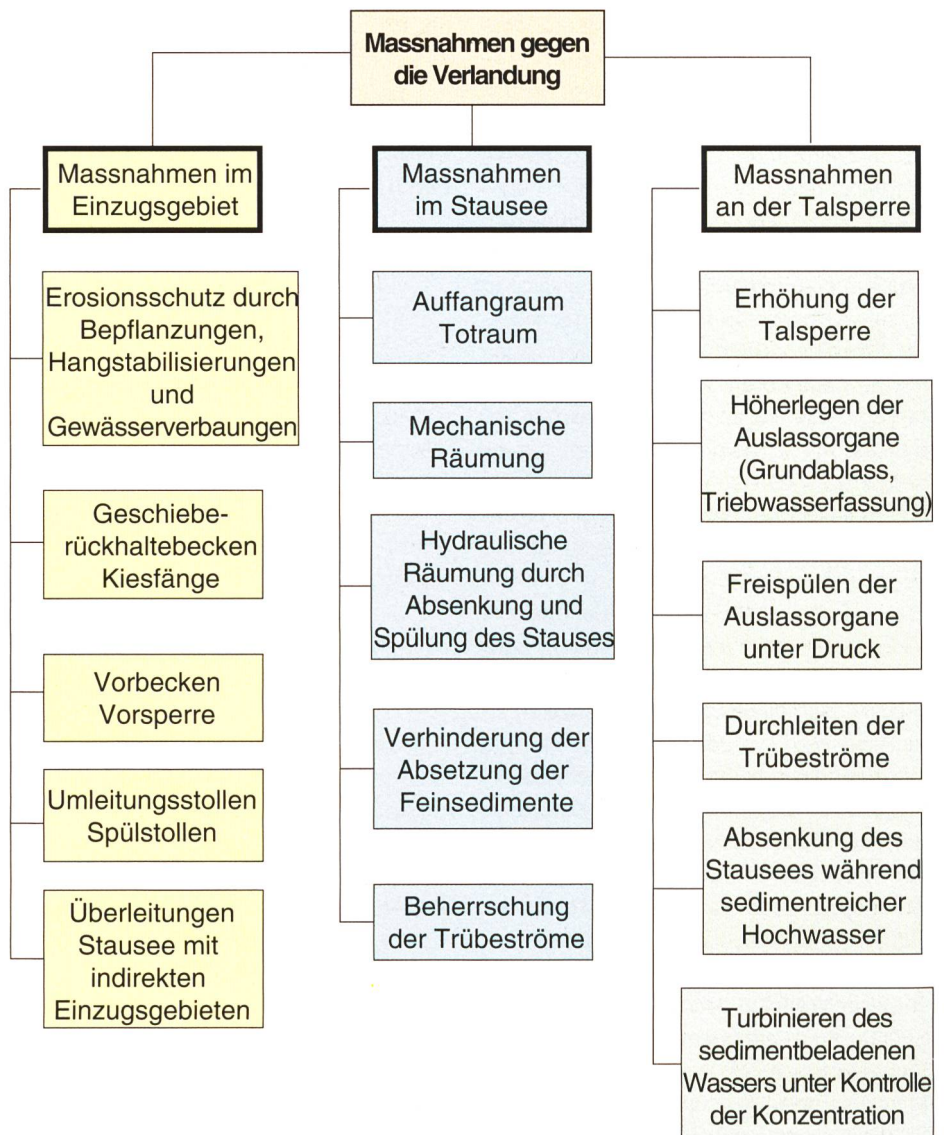 Massnahmen gegen
die Verlandung
Massnahmen im
Einzugsgebiet
Erosionsschutz durch
Bepflanzungen,
Hangstabilisierungen
und
Gewässerverbaungen
Geschiebe-
rückhaltebecken
Kiesfänge
Vorbecken
Vorsperre
Umleitungsstollen
Spülstollen
Überleitungen
Stausee mit
indirekten
Einzugsgebieten
Massnahmen
im Stausee
Auffangraum
Totraum
Mechanische
Räumung
Hydraulische
Räumung durch
Absenkung und
Spülung des Stauses
Verhinderung der
Absetzung der
Feinsedimente
Beherrschung
der Trübeströme
Massnahmen
an der Talsperre
Erhöhung der
Talsperre
Höherlegen der
Auslassorgane
(Grundablass,
Triebwasserfassung)
Freispülen der
Auslassorgane
unter Druck
Durchleiten der
Trübeströme
Absenkung des
Stausees während
sedimentreicher
Hochwasser
Turbinieren des
sedimentbeladenen
Wassers unter Kontrolle
der Konzentration